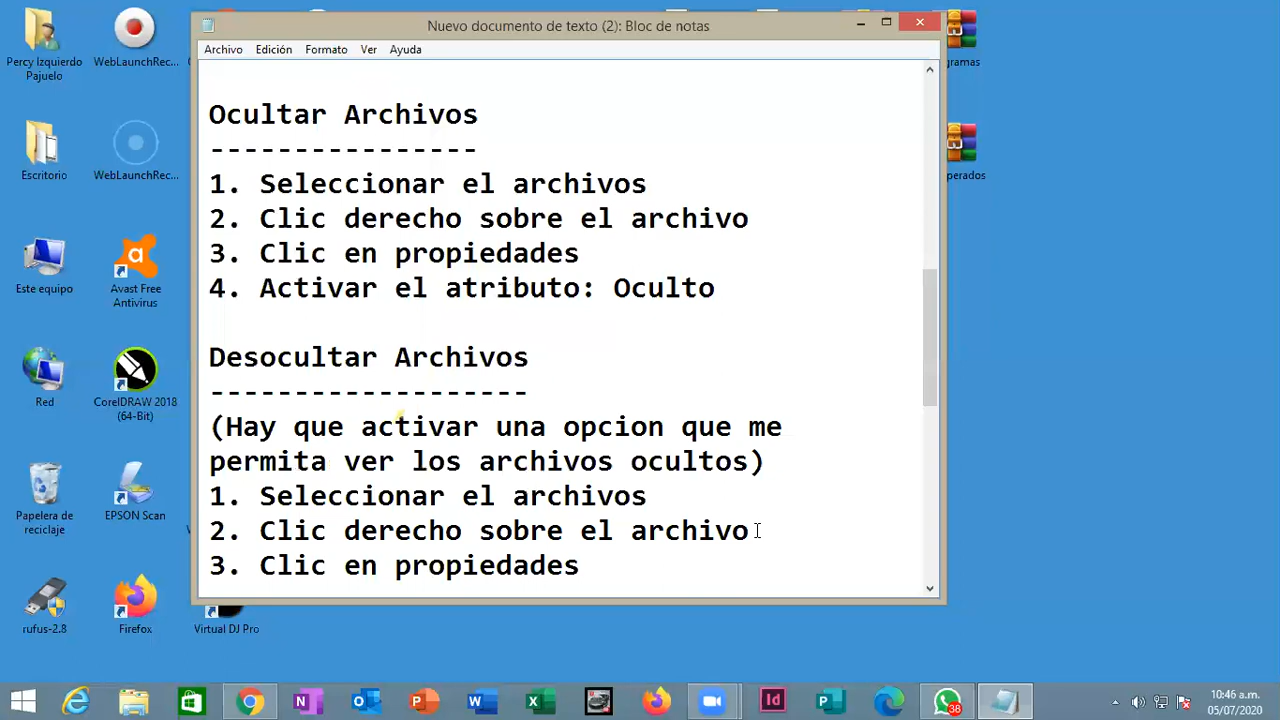 Nuevo documento de texto (2): Bloc de notas
Archivo Edición Formato Ver Ayuda
Ocultar Archivos
----------------
1. Seleccionar el archivos
2. Clic derecho sobre el archivo
3. Clic en propiedades
4. Activar el atributo: Oculto
Desocultar Archivos
-------------------
(Hay que activar una opcion que me
permita ver los archivos ocultos)
1. Seleccionar el archivos
2. Clic derecho sobre el archivo
3. Clic en propiedades
Percy Izquierdo
Pajuelo
WebLaunchRec...
Escritorio
WebLaunchRec...
Este equipo
Avast Free
Antivirus
Red
CorelDRAW 2018
(64-Bit)
Papelera de
reciclaje
EPSON Scan
rufus-2.8
Firefox
Virtual DJ Pro
gramas
perados
38
10:46 a.m.
05/07/2020